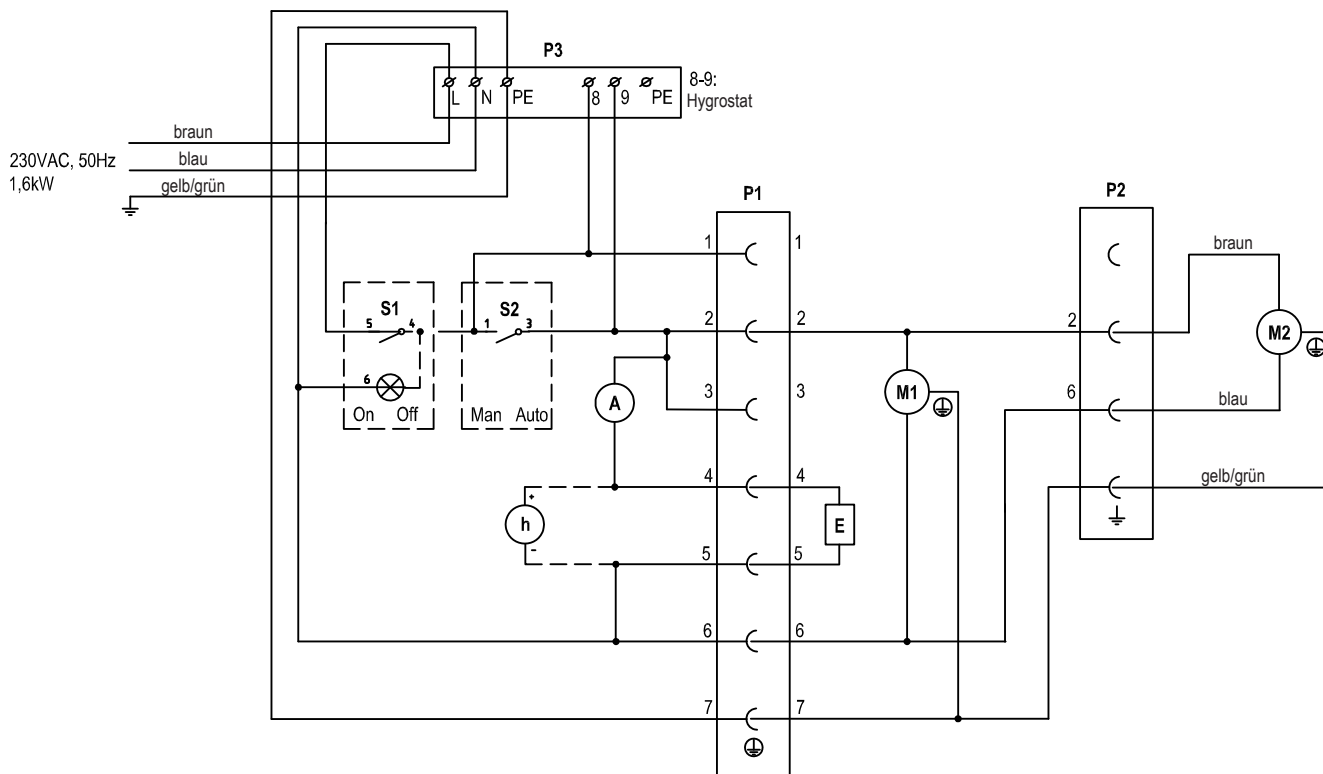 P3
L N PE 8 9 PE
8-9:
Hygrostat
braun
230VAC, 50Hz
blau
1,6kW
gelb/grün
P1
P2
1 1
braun
S1
S2
5 4
1 3
2 2
2
M2
6
On Off
Man Auto
A
3 3
M1
6
blau
4 4
+
h
-
E
gelb/grün
5 5
6 6
7 7